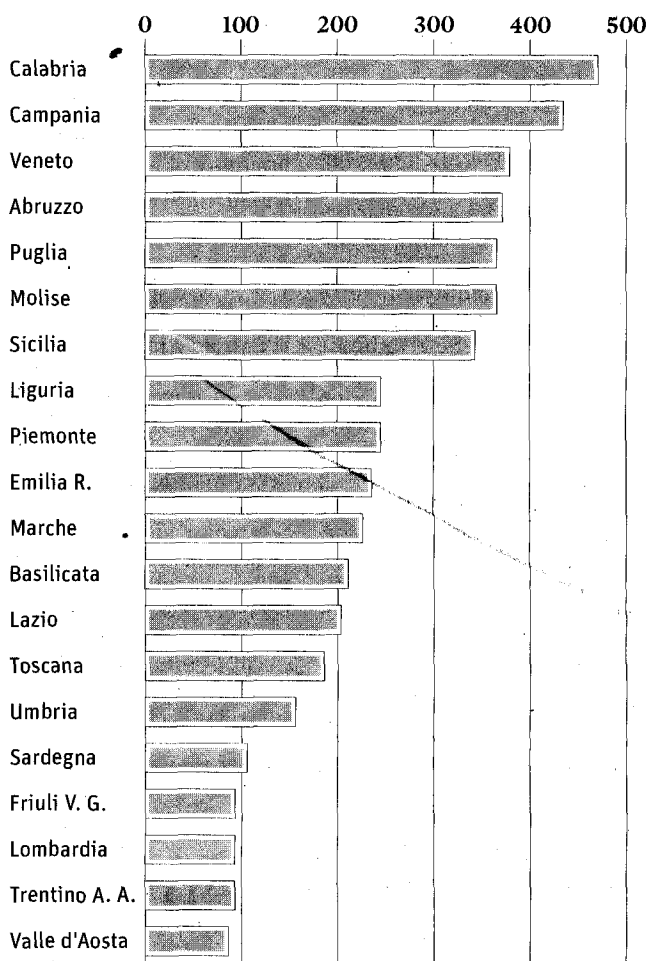 0 100 200 300 400 500
Calabria
Campania
Veneto
Abruzzo
Puglia
Molise
Sicilia
Liguria
Piemonte
Emilia R.
Marche
Basilicata
Lazio
Toscana
Umbria
Sardegna
Friuli V. G.
Lombardia
Trentino A. A.
Valle d'Aosta